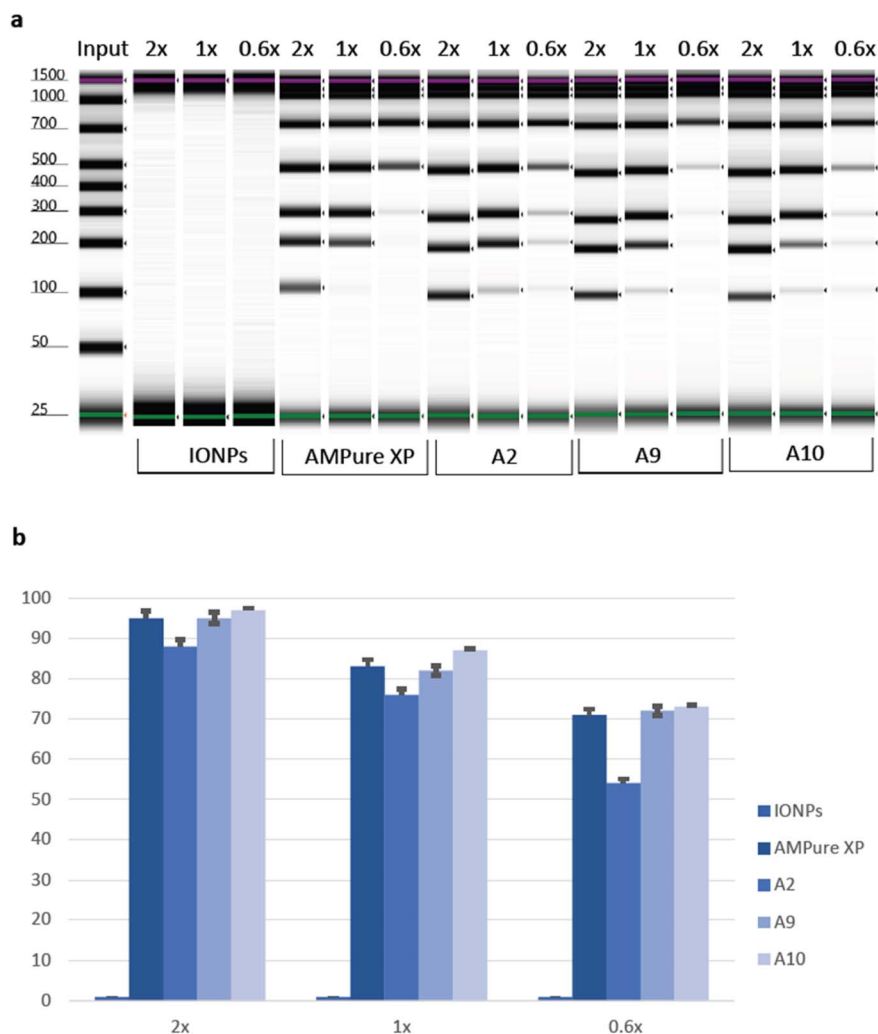 a
Input 2x 1x 0.6x 2x 1x 0.6x 2x 1x 0.6x 2x 1x 0.6x 2x 1x 0.6x
1500
1000
700
500
400
300
200
100
50
25
IONPs AMPure XP A2 A9 A10
b
100
90
80
70
60
50
40
30
20
10
0
2x 1x 0.6x
IONPs
AMPure XP
A2
A9
A10